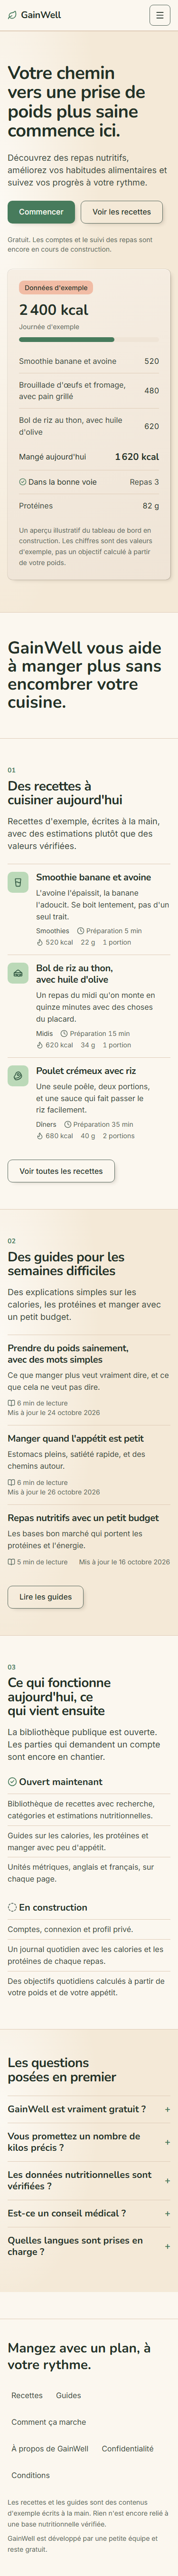 GainWell
Votre chemin
vers une prise de
poids plus saine
commence ici.
Découvrez des repas nutritifs,
améliorez vos habitudes alimentaires et
suivez vos progrès à votre rythme.
Commencer
Voir les recettes
Gratuit. Les comptes et le suivi des repas sont
encore en cours de construction.
Données d'exemple
2 400 kcal
Journée d'exemple
Smoothie banane et avoine 520
Brouillade d'œufs et fromage,
avec pain grillé 480
Bol de riz au thon, avec huile
d'olive 620
Mangé aujourd'hui 1 620 kcal
Dans la bonne voie Repas 3
Protéines 82 g
Un aperçu illustratif du tableau de bord en
construction. Les chiffres sont des valeurs
d'exemple, pas un objectif calculé à partir
de votre poids.
GainWell vous aide
à manger plus sans
encombrer votre
cuisine.
01
Des recettes à
cuisiner aujourd'hui
Recettes d'exemple, écrites à la main,
avec des estimations plutôt que des
valeurs vérifiées.
Smoothie banane et avoine
L'avoine l'épaissit, la banane
l'adoucit. Se boit lentement, pas d'un
seul trait.
Smoothies Préparation 5 min
520 kcal 22 g 1 portion
Bol de riz au thon,
avec huile d'olive
Un repas du midi qu'on monte en
quinze minutes avec des choses
du placard.
Midis Préparation 15 min
620 kcal 34 g 1 portion
Poulet crémeux avec riz
Une seule poêle, deux portions,
et une sauce qui fait passer le
riz facilement.
Dîners Préparation 35 min
680 kcal 40 g 2 portions
Voir toutes les recettes
02
Des guides pour les
semaines difficiles
Des explications simples sur les
calories, les protéines et manger avec
un petit budget.
Prendre du poids sainement,
avec des mots simples
Ce que manger plus veut vraiment dire, et ce
que cela ne veut pas dire.
6 min de lecture
Mis à jour le 24 octobre 2026
Manger quand l'appétit est petit
Estomacs pleins, satiété rapide, et des
chemins autour.
6 min de lecture
Mis à jour le 26 octobre 2026
Repas nutritifs avec un petit budget
Les bases bon marché qui portent les
protéines et l'énergie.
5 min de lecture Mis à jour le 16 octobre 2026
Lire les guides
03
Ce qui fonctionne
aujourd'hui, ce
qui vient ensuite
La bibliothèque publique est ouverte.
Les parties qui demandent un compte
sont encore en chantier.
Ouvert maintenant
Bibliothèque de recettes avec recherche,
catégories et estimations nutritionnelles.
Guides sur les calories, les protéines et
manger avec peu d'appétit.
Unités métriques, anglais et français, sur
chaque page.
En construction
Comptes, connexion et profil privé.
Un journal quotidien avec les calories et les
protéines de chaque repas.
Des objectifs quotidiens calculés à partir de
votre poids et de votre appétit.
Les questions
posées en premier
GainWell est vraiment gratuit ? +
Vous promettez un nombre de
kilos précis ? +
Les données nutritionnelles sont
vérifiées ? +
Est-ce un conseil médical ? +
Quelles langues sont prises en
charge ? +
Mangez avec un plan, à
votre rythme.
Recettes Guides
Comment ça marche
À propos de GainWell Confidentialité
Conditions
Les recettes et les guides sont des contenus
d'exemple écrits à la main. Rien n'est encore relié à
une base nutritionnelle vérifiée.
GainWell est développé par une petite équipe et
reste gratuit.